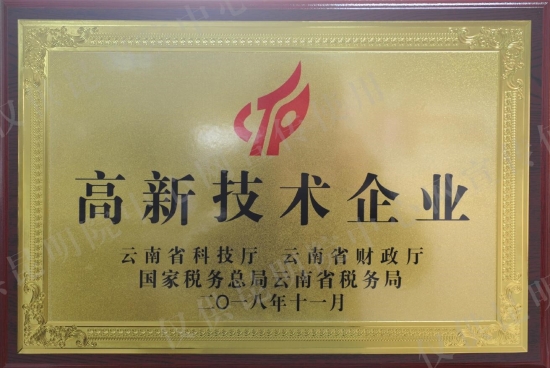 高新技术企业
云南省科技厅 云南省财政厅
国家税务总局云南省税务局
二〇一八年十一月